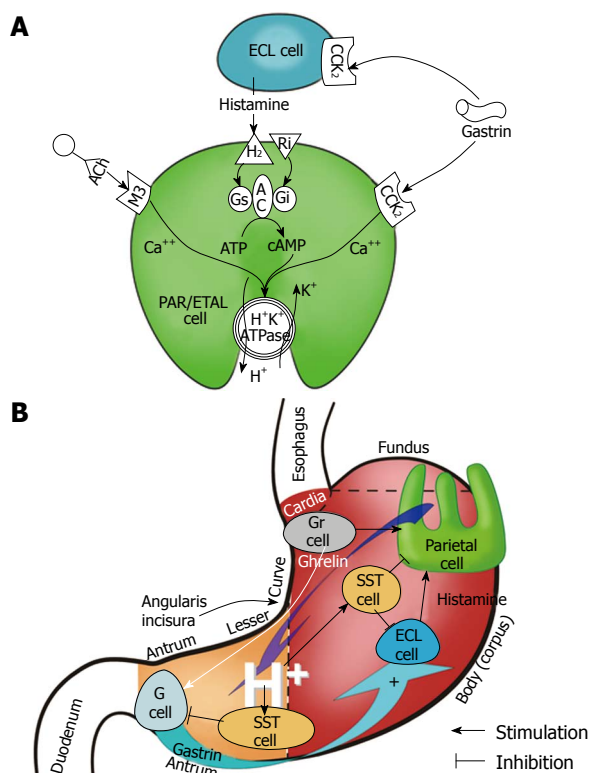 A
ECL cell
CCK₂
Histamine
Gastrin
ACh
H₂
Ri
M3
Gs
A
C
Gi
CCK₂
ATP
cAMP
Ca⁺⁺
Ca⁺⁺
PAR/ETAL
cell
K⁺
H⁺K⁺
ATPase
H⁺
B
Esophagus
Fundus
Cardia
Gr
cell
Ghrelin
Parietal
cell
SST
cell
Curve
Angularis
incisura
Lesser
Histamine
ECL
cell
Antrum
Body (corpus)
H⁺
+
G
cell
SST
cell
Duodenum
Gastrin
Antrum
Stimulation
Inhibition